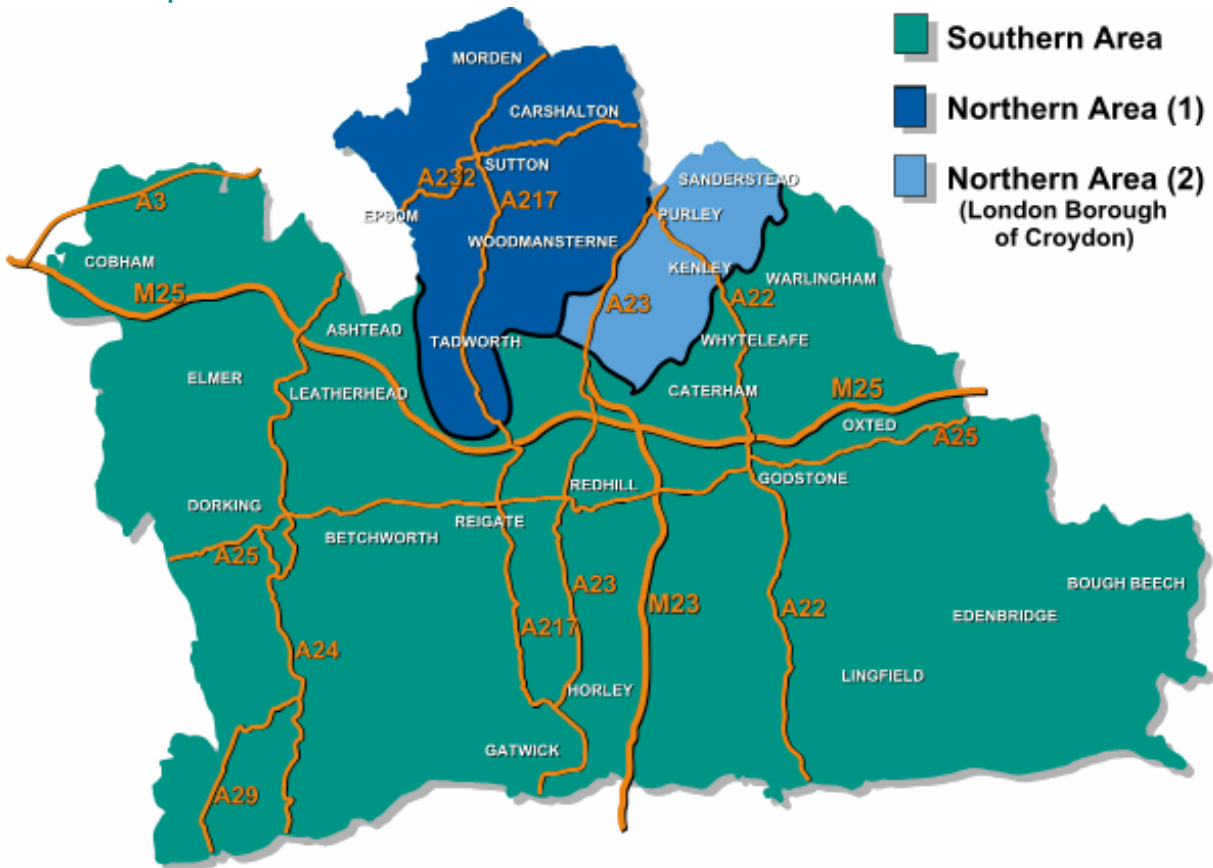 MORDEN
Southern Area
CARSHALTON
Northern Area (1)
SUTTON
A232
SANDERSTEAD
Northern Area (2)
(London Borough
of Croydon)
A3
A217
EPSOM
PURLEY
WOODMANSTERNE
COBHAM
KENLEY
WARLINGHAM
M25
A23
A22
ASHTEAD
TADWORTH
WHYTELEAFE
ELMER
LEATHERHEAD
CATERHAM
M25
OXTED
A25
REDHILL
GODSTONE
DORKING
REIGATE
BETCHWORTH
A25
A23
M23
A22
BOUGH BEECH
EDENBRIDGE
A217
A24
LINGFIELD
HORLEY
GATWICK
A29